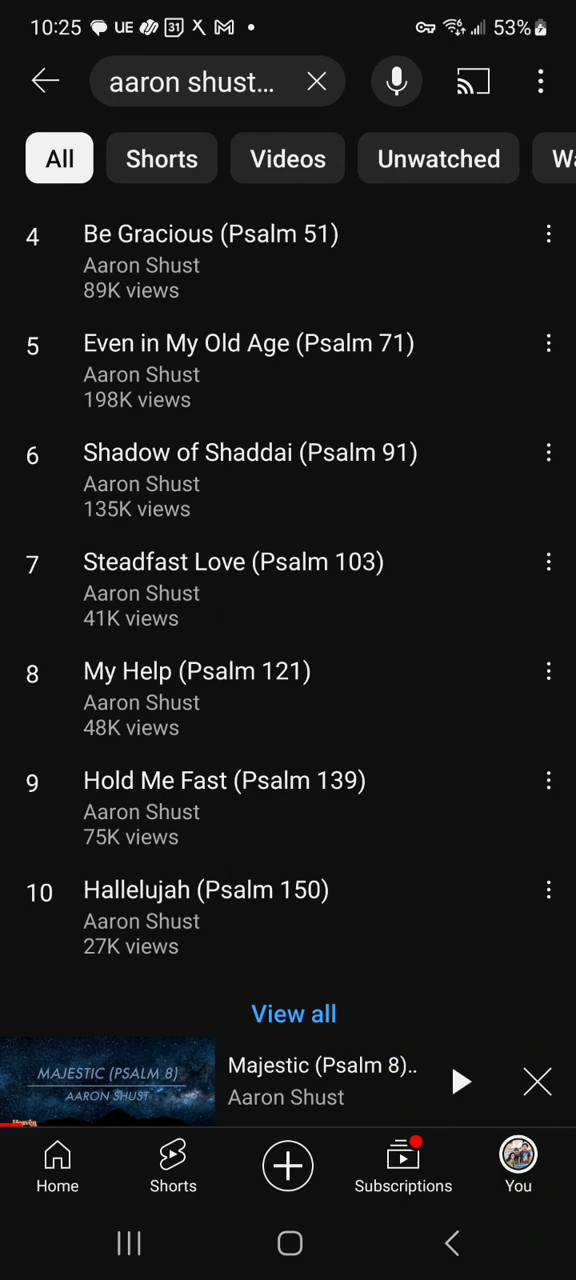 10:25 UE 31 X M 53%
aaron shust...
All Shorts Videos Unwatched Wa
4 Be Gracious (Psalm 51)
Aaron Shust
89K views
5 Even in My Old Age (Psalm 71)
Aaron Shust
198K views
6 Shadow of Shaddai (Psalm 91)
Aaron Shust
135K views
7 Steadfast Love (Psalm 103)
Aaron Shust
41K views
8 My Help (Psalm 121)
Aaron Shust
48K views
9 Hold Me Fast (Psalm 139)
Aaron Shust
75K views
10 Hallelujah (Psalm 150)
Aaron Shust
27K views
View all
MAJESTIC (PSALM 8)
AARON SHUST
Majestic (Psalm 8)..
Aaron Shust
Home Shorts Subscriptions You